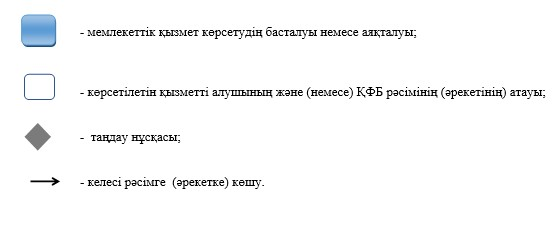 - мемлекеттік қызмет көрсетудің басталуы немесе аяқталуы;
- көрсетілетін қызметті алушының және (немесе) ҚФБ рәсімінің (әрекетінің) атауы;
- таңдау нұсқасы;
- келесі рәсімге (әрекетке) көшу.